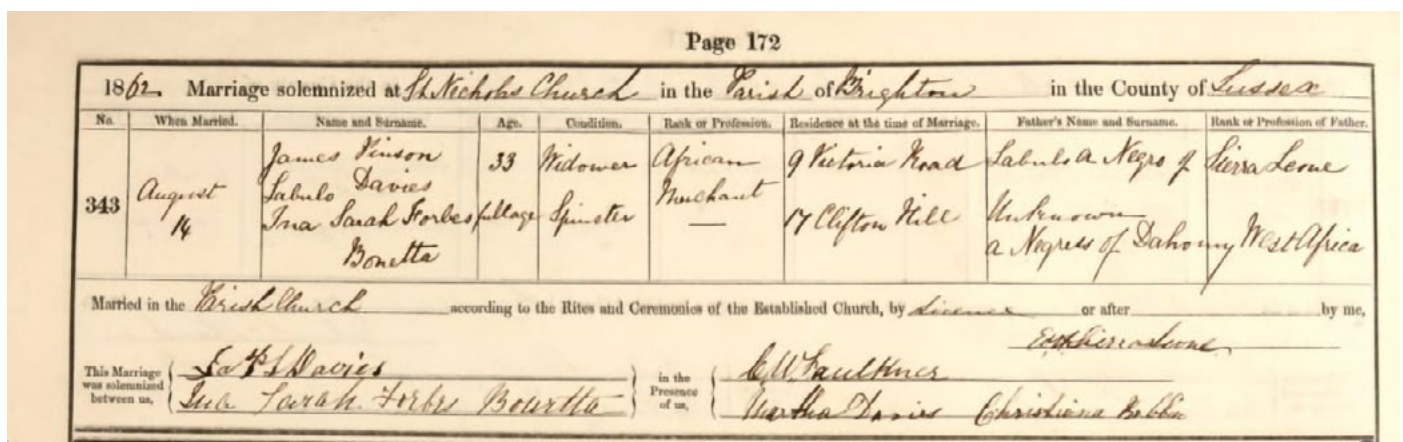 Page 172
1862 Marriage solemnized at St Nicholas Church in the Parish of Brighton in the County of Sussex
No. When Married. Name and Surname. Age. Condition. Rank or Profession. Residence at the time of Marriage. Father's Name and Surname. Rank or Profession of Father.
343 August 14
James Pinson Labulo Davies 33 Widower African Merchant 9 Victoria Road Labulo a Negro of Sierra Leone
Ina Sarah Forbes Bonetta full age Spinster — 17 Clifton Hill Unknown a Negress of Dahomy West Africa
Married in the Parish Church according to the Rites and Ceremonies of the Established Church, by Licence or after by me,
Sierra Leone
This Marriage was solemnized between us, Davies in the Presence of us, Faulkner
Ina Sarah Forbes Bonetta Martha Davies Christiana